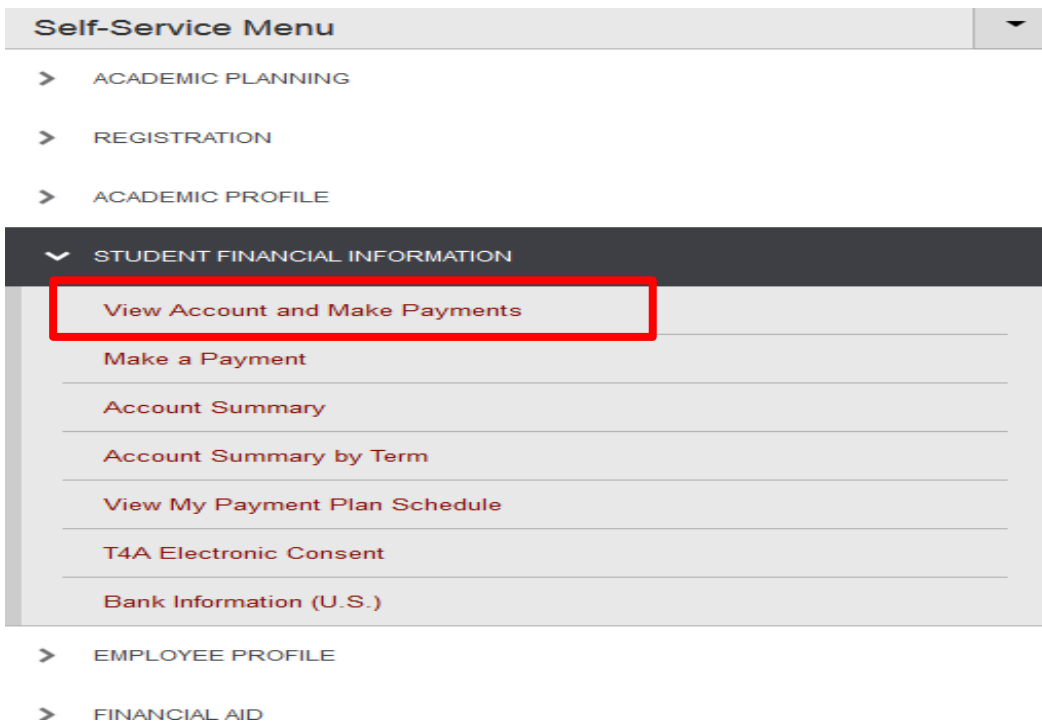 Self-Service Menu
ACADEMIC PLANNING
REGISTRATION
ACADEMIC PROFILE
STUDENT FINANCIAL INFORMATION
View Account and Make Payments
Make a Payment
Account Summary
Account Summary by Term
View My Payment Plan Schedule
T4A Electronic Consent
Bank Information (U.S.)
EMPLOYEE PROFILE
FINANCIAL AID